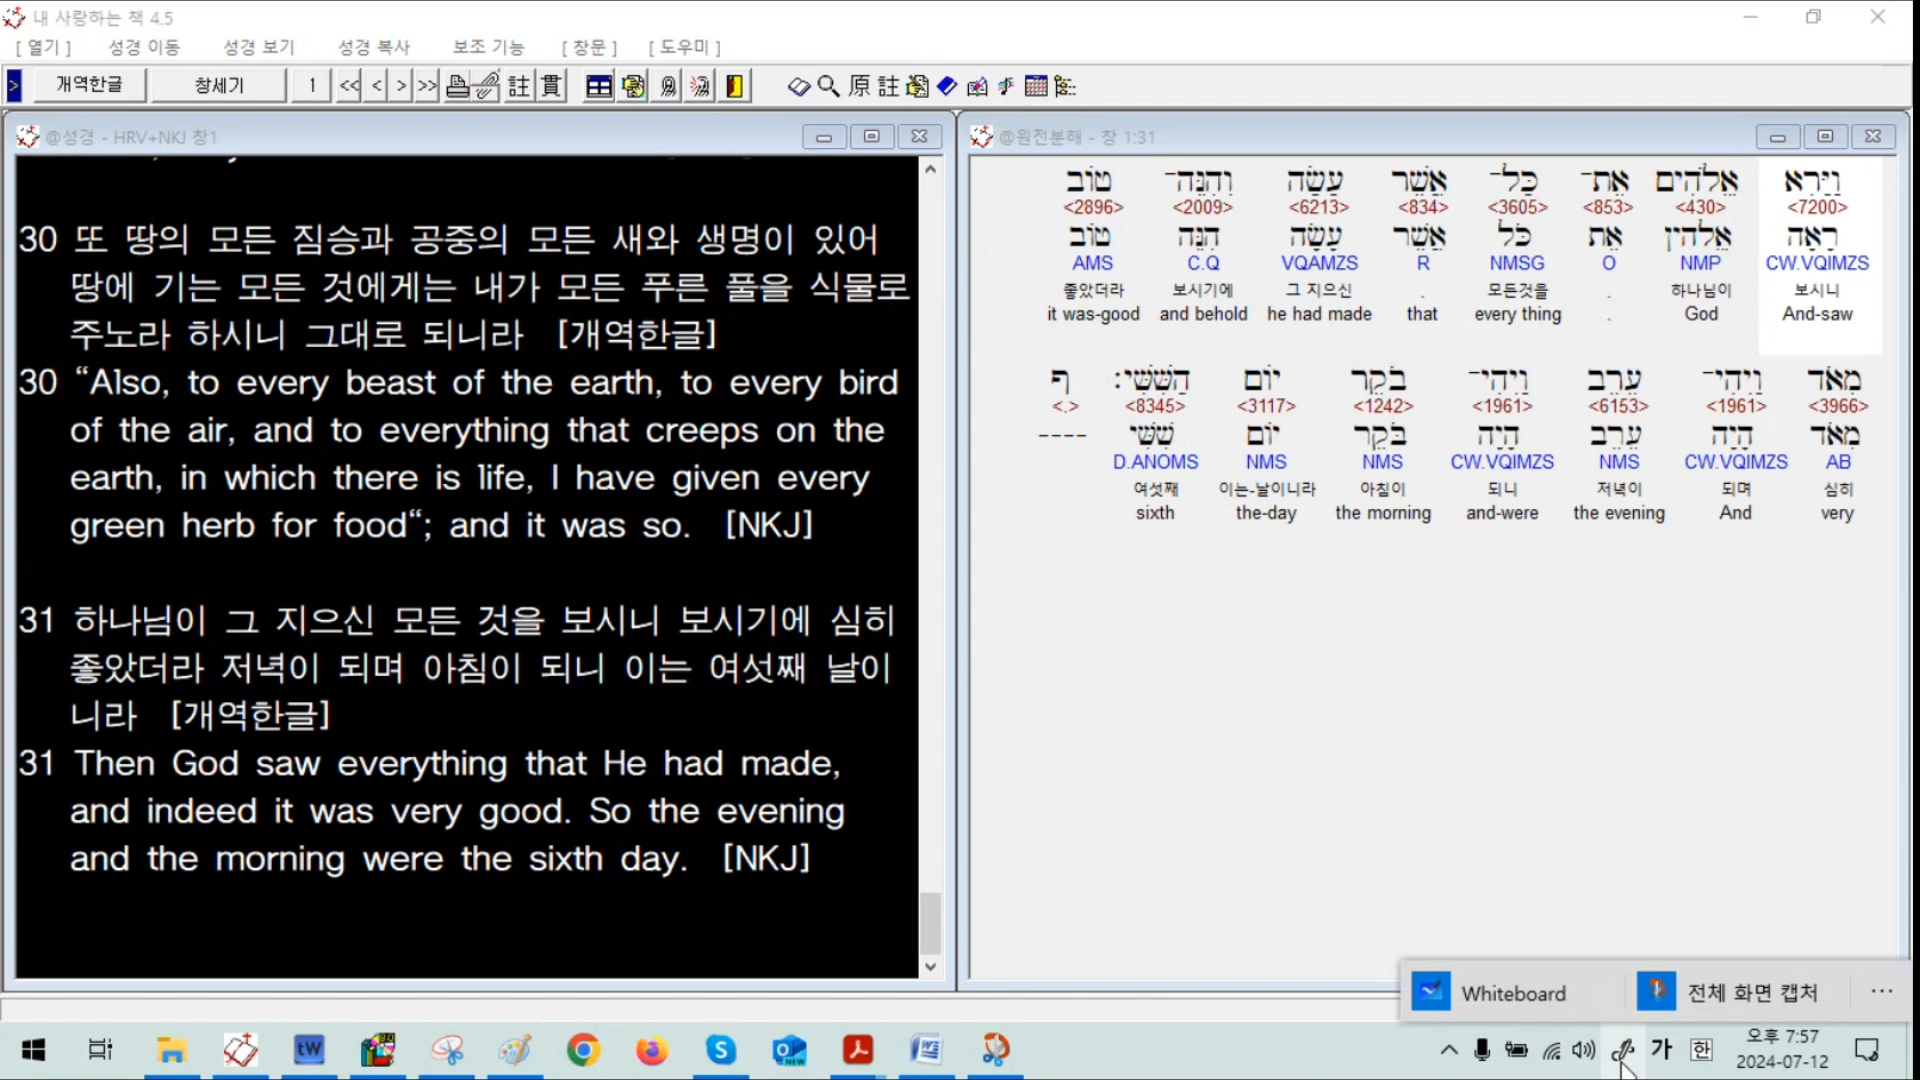 내 사랑하는 책 4.5
[ 열기 ] 성경 이동 성경 보기 성경 복사 보조 기능 [ 창문 ] [ 도우미 ]
개역한글 창세기 1 << < > >> 註 貫 原 註
@성경 - HRV+NKJ 창1
30 또 땅의 모든 짐승과 공중의 모든 새와 생명이 있어
땅에 기는 모든 것에게는 내가 모든 푸른 풀을 식물로
주노라 하시니 그대로 되니라 [개역한글]
30 “Also, to every beast of the earth, to every bird
of the air, and to everything that creeps on the
earth, in which there is life, I have given every
green herb for food“; and it was so. [NKJ]
31 하나님이 그 지으신 모든 것을 보시니 보시기에 심히
좋았더라 저녁이 되며 아침이 되니 이는 여섯째 날이
니라 [개역한글]
31 Then God saw everything that He had made,
and indeed it was very good. So the evening
and the morning were the sixth day. [NKJ]
@원전분해 - 창 1:31
וַיַּרְא אֱלֹהִים אֶת־ כָּל־ אֲשֶׁר עָשָׂה וְהִנֵּה־ טוֹב
<2896> <2009> <6213> <834> <3605> <853> <430> <7200>
רָאָה אֱלֹהִין אֵת כֹּל אֲשֶׁר עָשָׂה הִנֵּה טוֹב
AMS C.Q VQAMZS R NMSG O NMP CW.VQIMZS
좋았더라 보시기에 그 지으신 . 모든것을 . 하나님이 보시니
it was-good and behold he had made that every thing . God And-saw
מְאֹד וַיְהִי־ עֶרֶב וַיְהִי־ בֹקֶר יוֹם הַשִּׁשִּׁי׃ ף
<.> <8345> <3117> <1242> <1961> <6153> <1961> <3966>
מְאֹד הָיָה עֶרֶב הָיָה בֹּקֶר יוֹם שִׁשִּׁי ----
D.ANOMS NMS NMS CW.VQIMZS NMS CW.VQIMZS AB
여섯째 이는-날이니라 아침이 되니 저녁이 되며 심히
sixth the-day the morning and-were the evening And very
Whiteboard 전체 화면 캡처 ···
가 한 오후 7:57
2024-07-12